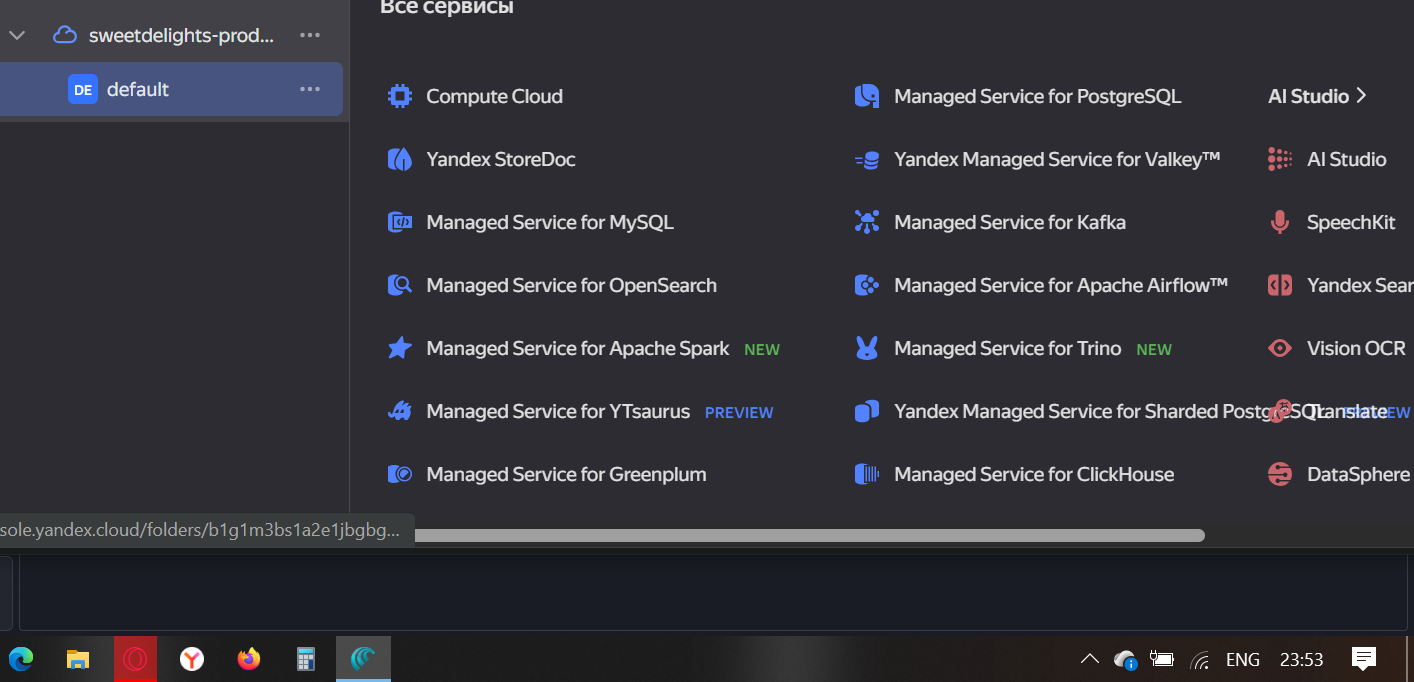 Все сервисы
sweetdelights-prod...
DE default
Compute Cloud
Managed Service for PostgreSQL
AI Studio
Yandex StoreDoc
Yandex Managed Service for Valkey™
AI Studio
Managed Service for MySQL
Managed Service for Kafka
SpeechKit
Managed Service for OpenSearch
Managed Service for Apache Airflow™
Yandex Sear
Managed Service for Apache Spark NEW
Managed Service for Trino NEW
Vision OCR
Managed Service for YTsaurus PREVIEW
Yandex Managed Service for Sharded PostgreSQL PREVIEW
Translate
Managed Service for Greenplum
Managed Service for ClickHouse
DataSphere
sole.yandex.cloud/folders/b1g1m3bs1a2e1jbgbg...
ENG 23:53